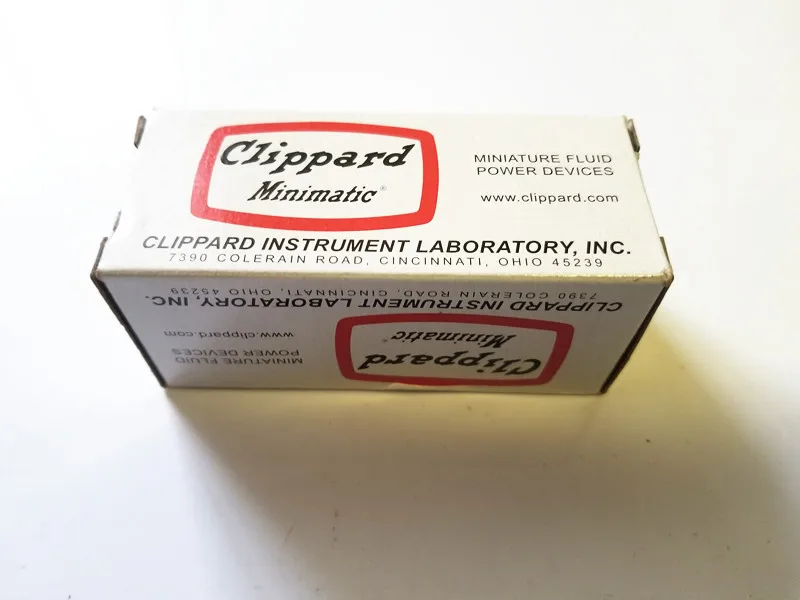 Clippard
Minimatic®
MINIATURE FLUID
POWER DEVICES
www.clippard.com
CLIPPARD INSTRUMENT LABORATORY, INC.
7390 COLERAIN ROAD, CINCINNATI, OHIO 45239
Clippard
Minimatic®
MINIATURE FLUID
POWER DEVICES
www.clippard.com
CLIPPARD INSTRUMENT LABORATORY, INC.
7390 COLERAIN ROAD, CINCINNATI, OHIO 45239